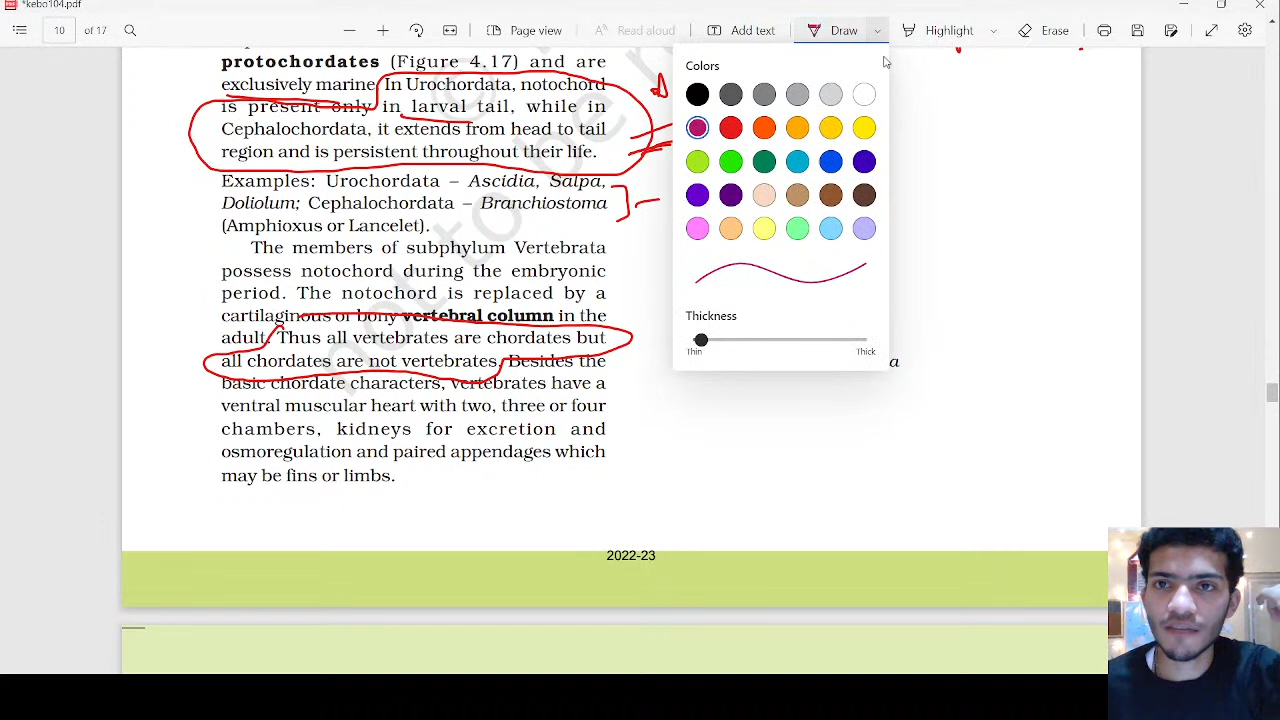 *kebo104.pdf
10 of 17
Page view
Read aloud
Add text
Draw
Highlight
Erase
protochordates (Figure 4.17) and are
exclusively marine. In Urochordata, notochord
is present only in larval tail, while in
Cephalochordata, it extends from head to tail
region and is persistent throughout their life.
Examples: Urochordata – Ascidia, Salpa,
Doliolum; Cephalochordata – Branchiostoma
(Amphioxus or Lancelet).
The members of subphylum Vertebrata
possess notochord during the embryonic
period. The notochord is replaced by a
cartilaginous or bony vertebral column in the
adult. Thus all vertebrates are chordates but
all chordates are not vertebrates. Besides the
basic chordate characters, vertebrates have a
ventral muscular heart with two, three or four
chambers, kidneys for excretion and
osmoregulation and paired appendages which
may be fins or limbs.
Colors
Thickness
Thin
Thick
a
not to be r
2022-23